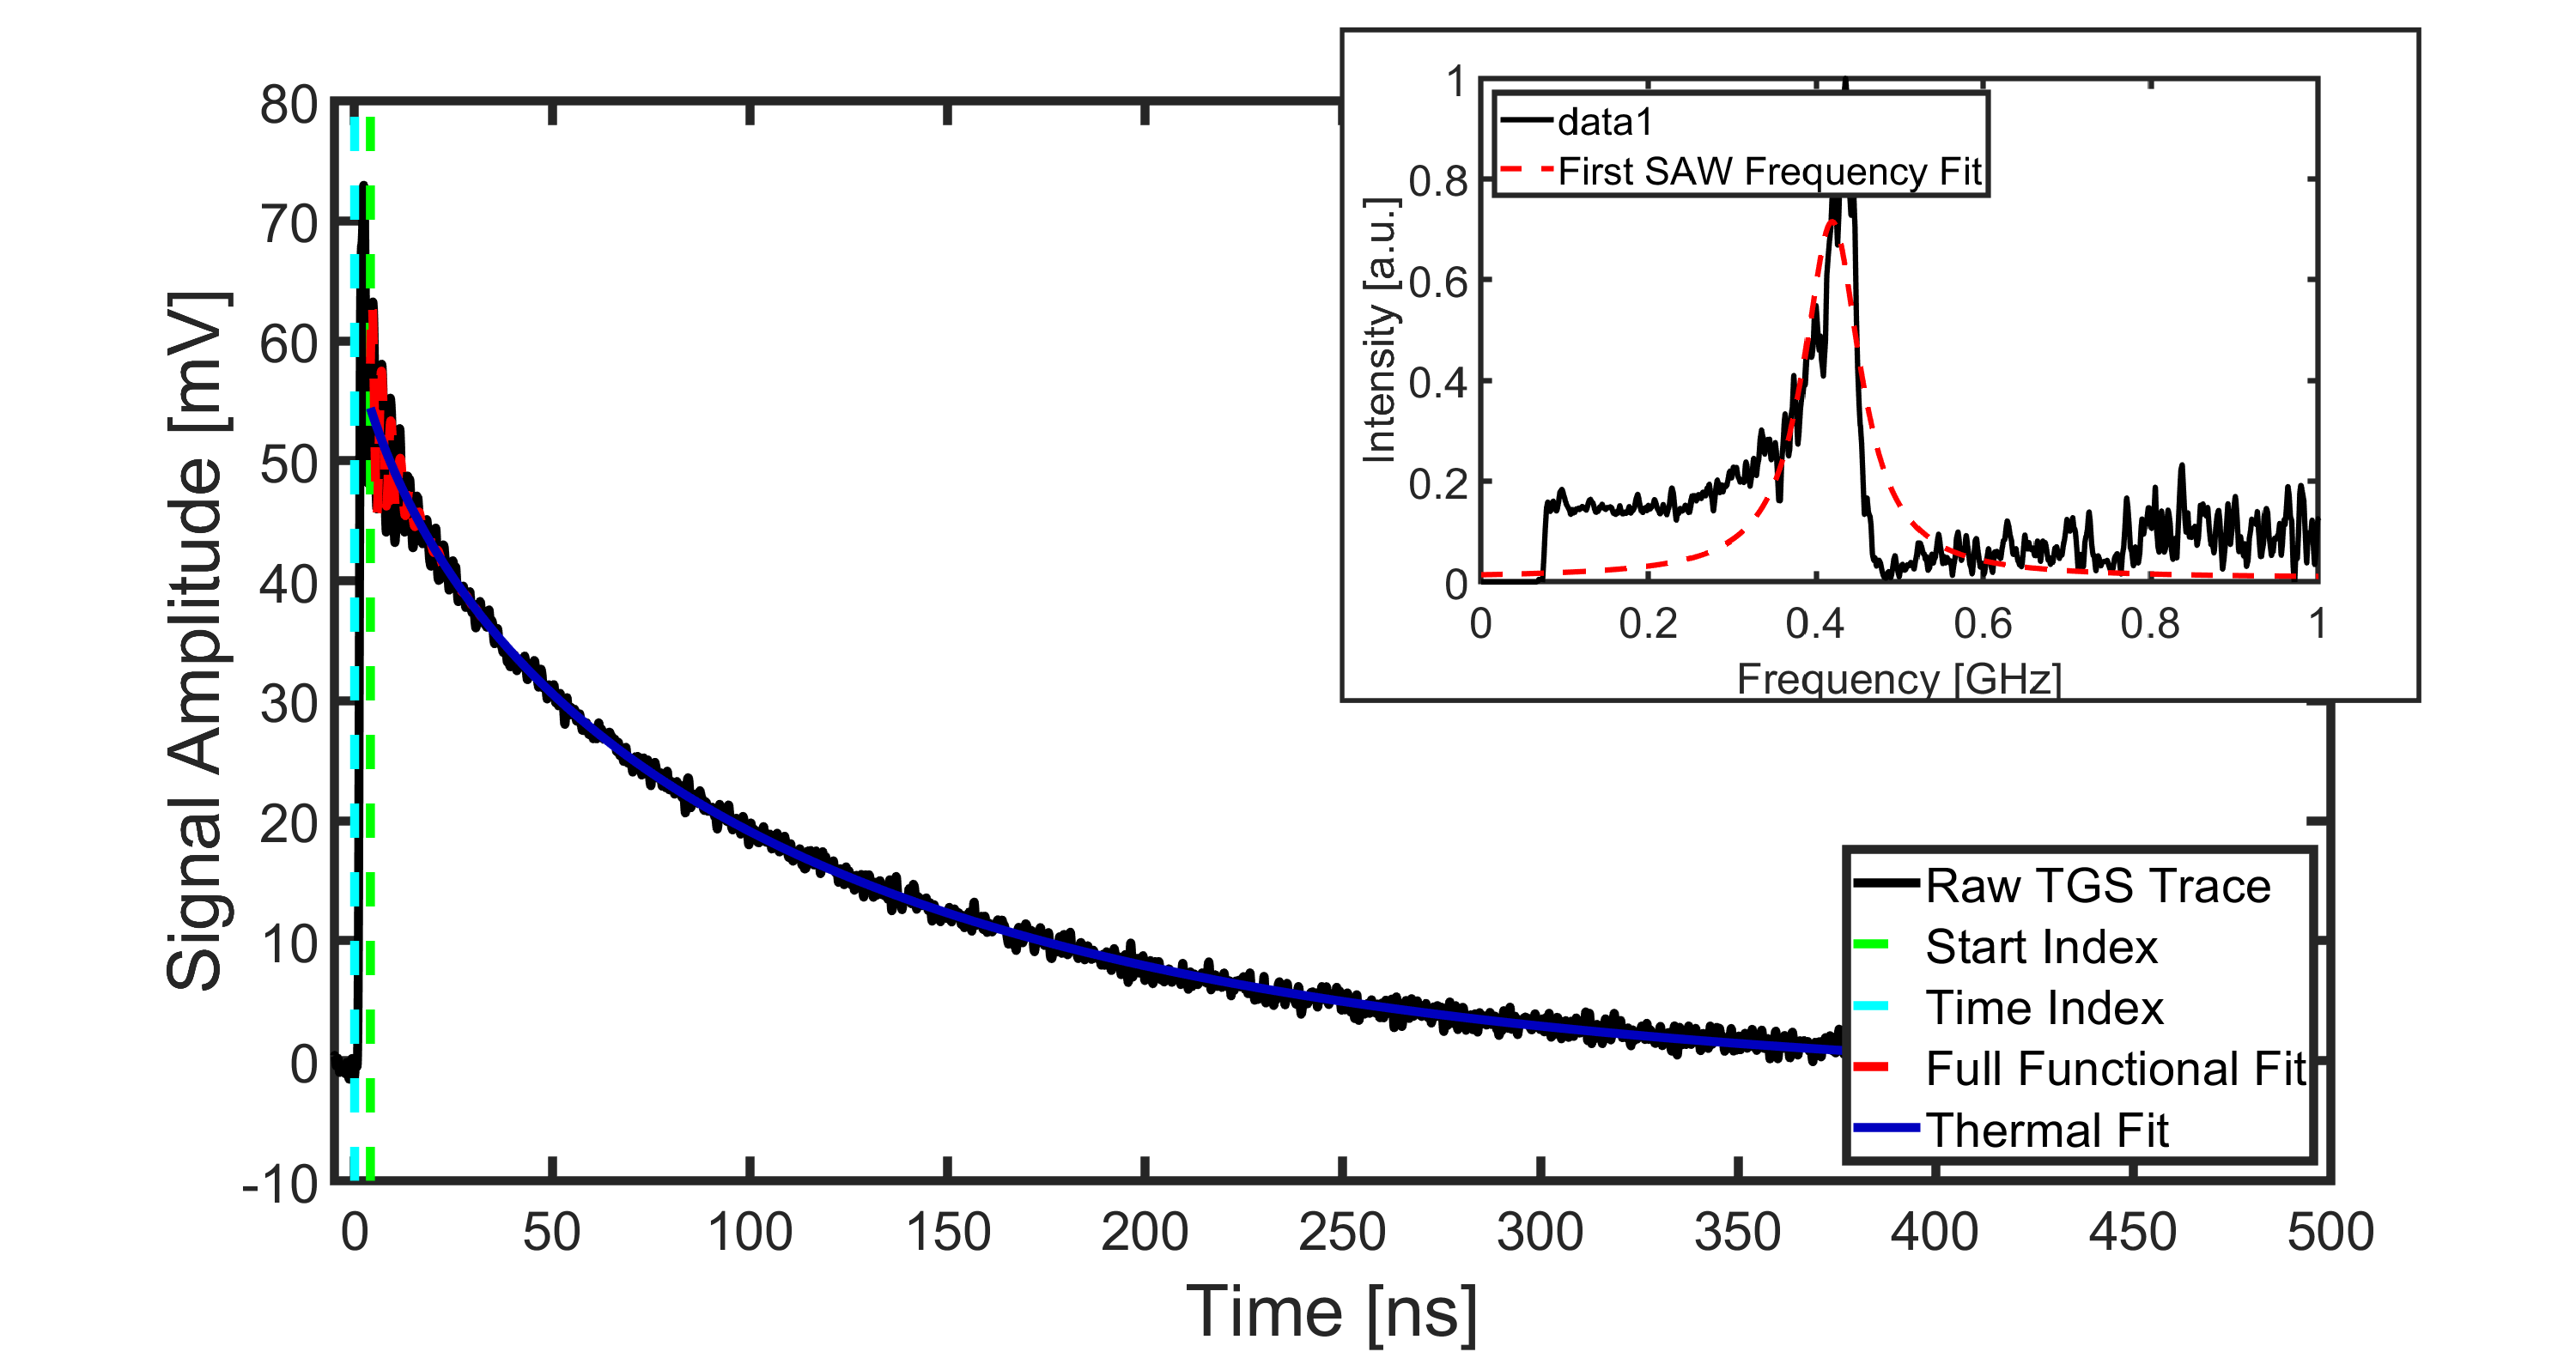 80
70
60
50
40
30
20
10
0
-10
Signal Amplitude [mV]
0 50 100 150 200 250 300 350 400 450 500
Time [ns]
1
0.8
0.6
0.4
0.2
0
Intensity [a.u.]
data1
First SAW Frequency Fit
0 0.2 0.4 0.6 0.8 1
Frequency [GHz]
Raw TGS Trace
Start Index
Time Index
Full Functional Fit
Thermal Fit